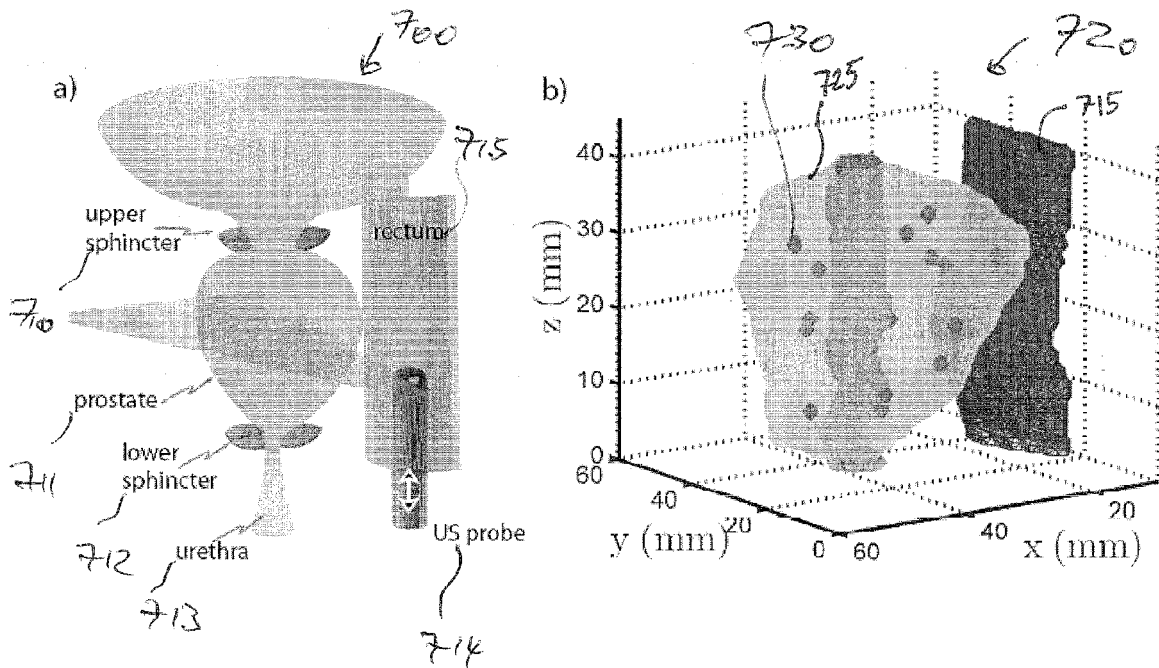 700
a)
715
upper
sphincter
rectum
710
prostate
711
lower
sphincter
712
urethra
713
US probe
714
b)
730
725
720
715
z (mm)
40
30
20
10
0
60
40
20
0
y (mm)
60
40
20
x (mm)